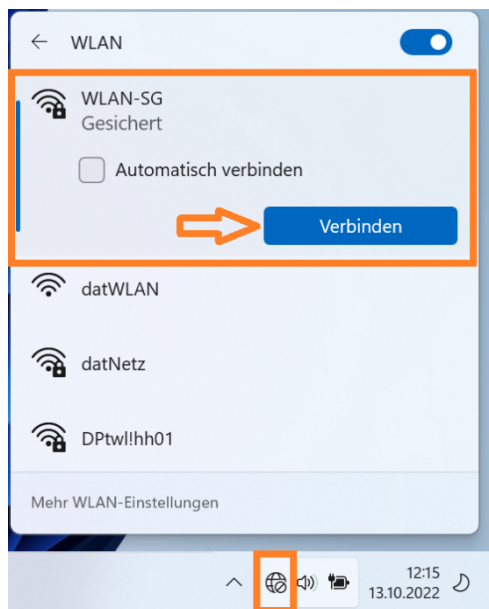 WLAN
WLAN-SG
Gesichert
Automatisch verbinden
Verbinden
datWLAN
datNetz
DPtwl!hh01
Mehr WLAN-Einstellungen
12:15
13.10.2022